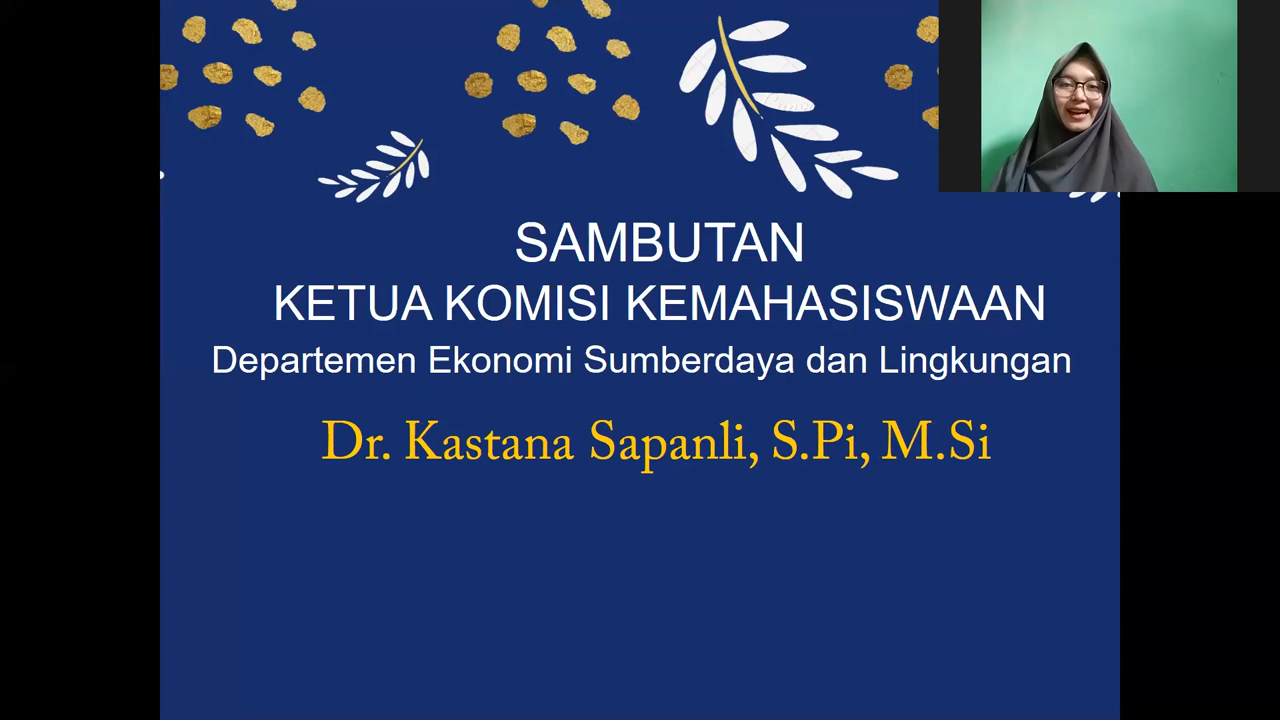 SAMBUTAN
KETUA KOMISI KEMAHASISWAAN
Departemen Ekonomi Sumberdaya dan Lingkungan
Dr. Kastana Sapanli, S.Pi, M.Si